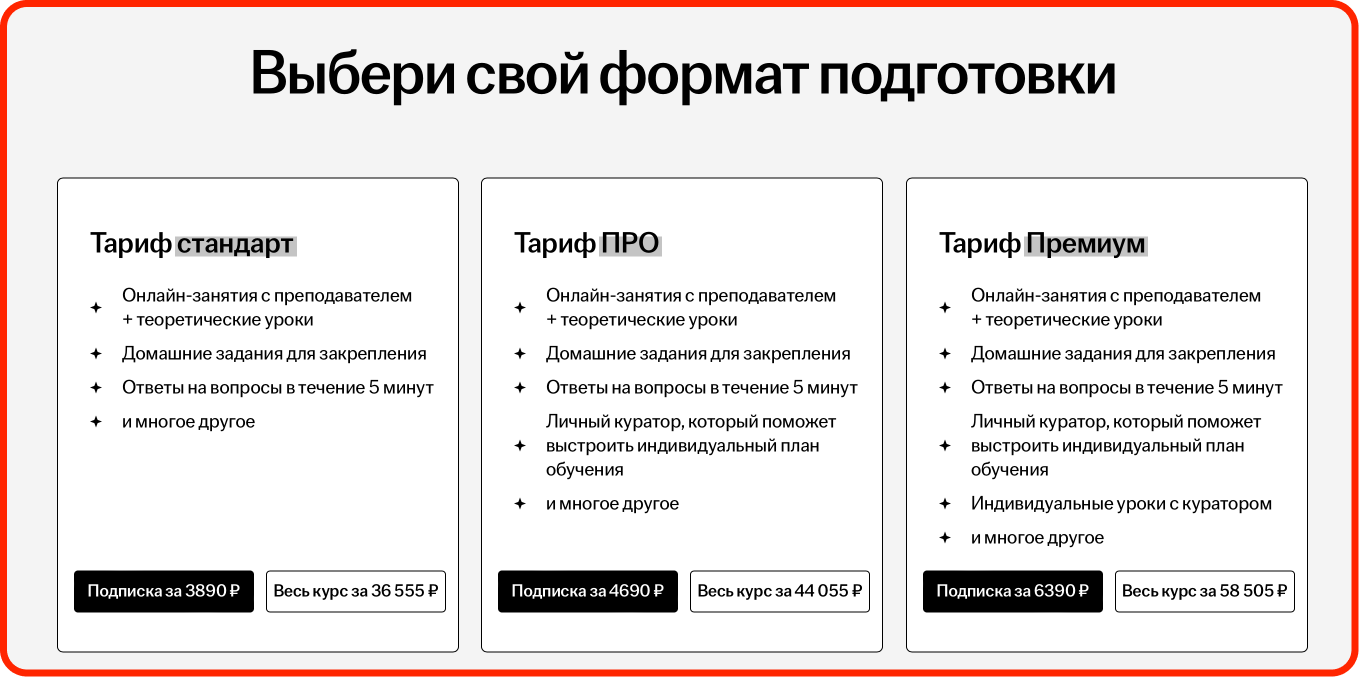 Выбери свой формат подготовки
Тариф стандарт
Онлайн-занятия с преподавателем
+ теоретические уроки
Домашние задания для закрепления
Ответы на вопросы в течение 5 минут
и многое другое
Подписка за 3890 ₽
Весь курс за 36 555 ₽
Тариф ПРО
Онлайн-занятия с преподавателем
+ теоретические уроки
Домашние задания для закрепления
Ответы на вопросы в течение 5 минут
Личный куратор, который поможет
выстроить индивидуальный план
обучения
и многое другое
Подписка за 4690 ₽
Весь курс за 44 055 ₽
Тариф Премиум
Онлайн-занятия с преподавателем
+ теоретические уроки
Домашние задания для закрепления
Ответы на вопросы в течение 5 минут
Личный куратор, который поможет
выстроить индивидуальный план
обучения
Индивидуальные уроки с куратором
и многое другое
Подписка за 6390 ₽
Весь курс за 58 505 ₽